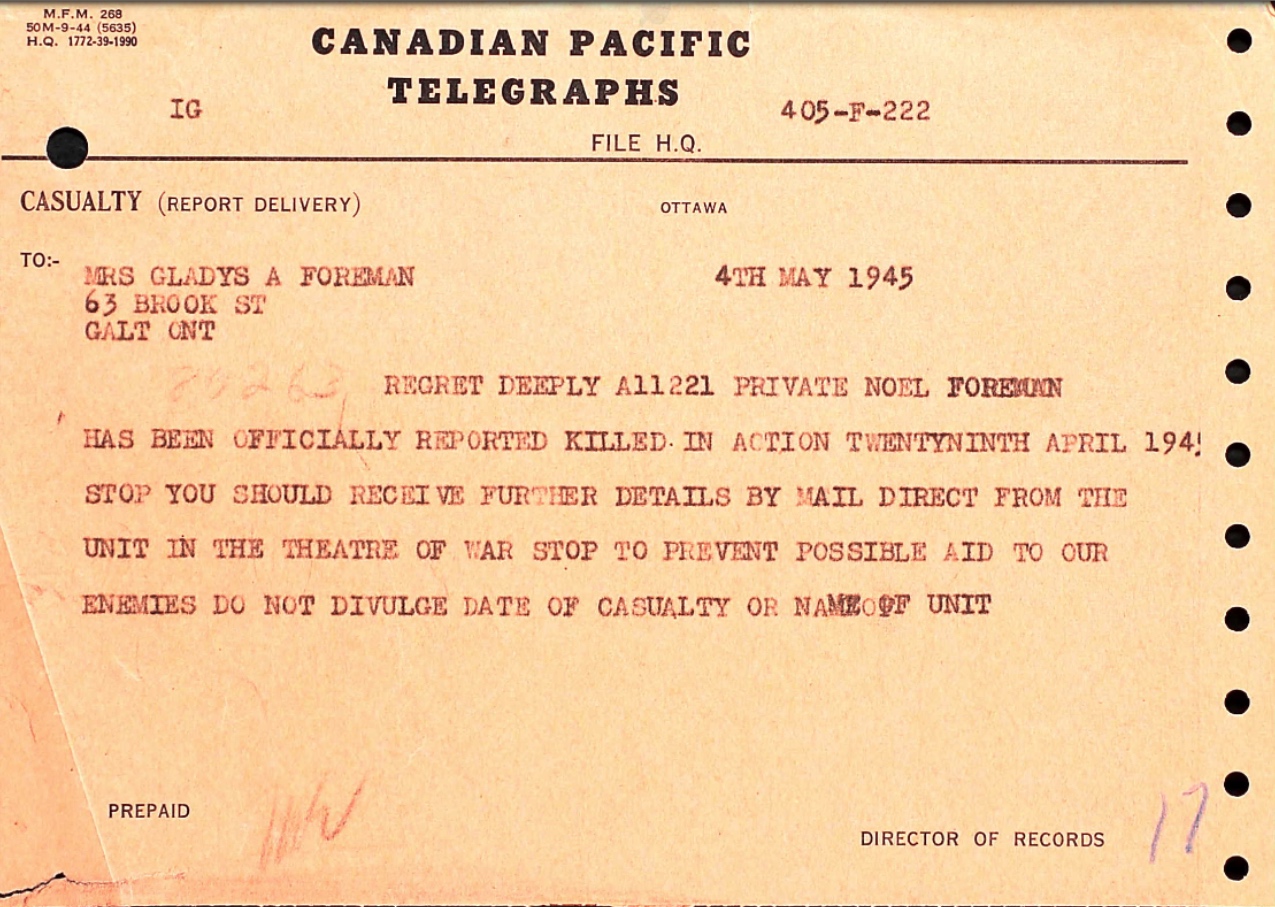 M.F.M. 268
50M-9-44 (5635)
H.Q. 1772-39-1990
CANADIAN PACIFIC
TELEGRAPHS
IG 405-F-222
FILE H.Q.
CASUALTY (REPORT DELIVERY) OTTAWA
TO:-
MRS GLADYS A FOREMAN 4TH MAY 1945
63 BROOK ST
GALT ONT
REGRET DEEPLY A11221 PRIVATE NOEL FOREMAN
HAS BEEN OFFICIALLY REPORTED KILLED IN ACTION TWENTYNINTH APRIL 1945
STOP YOU SHOULD RECEIVE FURTHER DETAILS BY MAIL DIRECT FROM THE
UNIT IN THE THEATRE OF WAR STOP TO PREVENT POSSIBLE AID TO OUR
ENEMIES DO NOT DIVULGE DATE OF CASUALTY OR NAME OF UNIT
PREPAID
DIRECTOR OF RECORDS
17